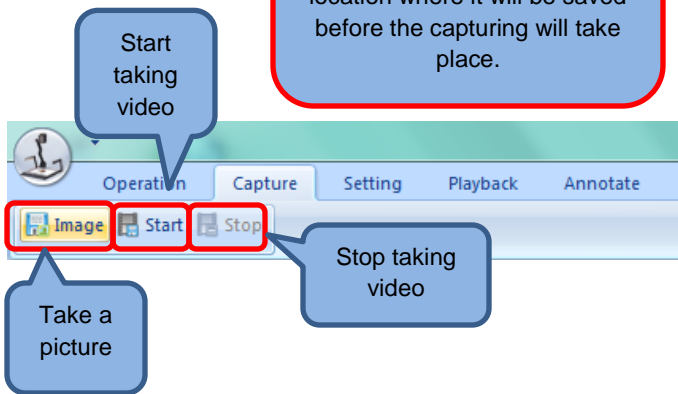 location where it will be saved
before the capturing will take
place.
Start
taking
video
Operation Capture Setting Playback Annotate
Image Start Stop
Stop taking
video
Take a
picture